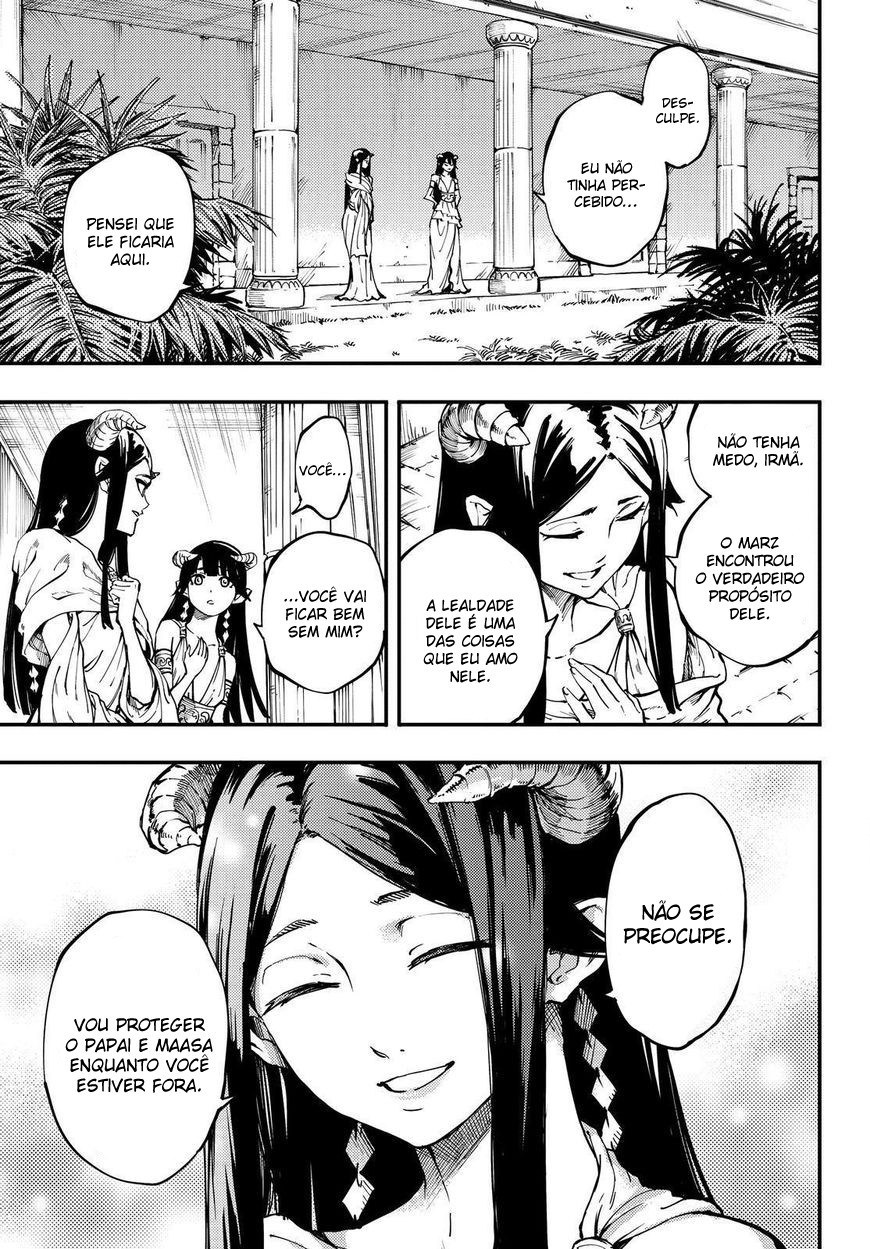 DES-
CULPE.
EU NÃO
TINHA PER-
CEBIDO...
PENSEI QUE
ELE FICARIA
AQUI.
NÃO TENHA
MEDO, IRMÃ.
O MARZ
ENCONTROU
O VERDADEIRO
PROPÓSITO
DELE.
A LEALDADE
DELE É UMA
DAS COISAS
QUE EU AMO
NELE.
VOCÊ...
...VOCÊ VAI
FICAR BEM
SEM MIM?
NÃO SE
PREOCUPE.
VOU PROTEGER
O PAPAI E MAASA
ENQUANTO VOCÊ
ESTIVER FORA.